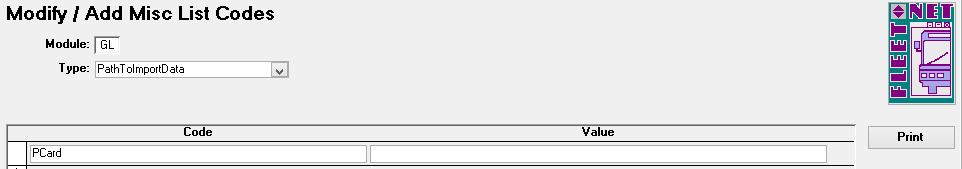 Modify / Add Misc List Codes
Module: GL
Type: PathToImportData
FLEET NET
Code Value
PCard
Print